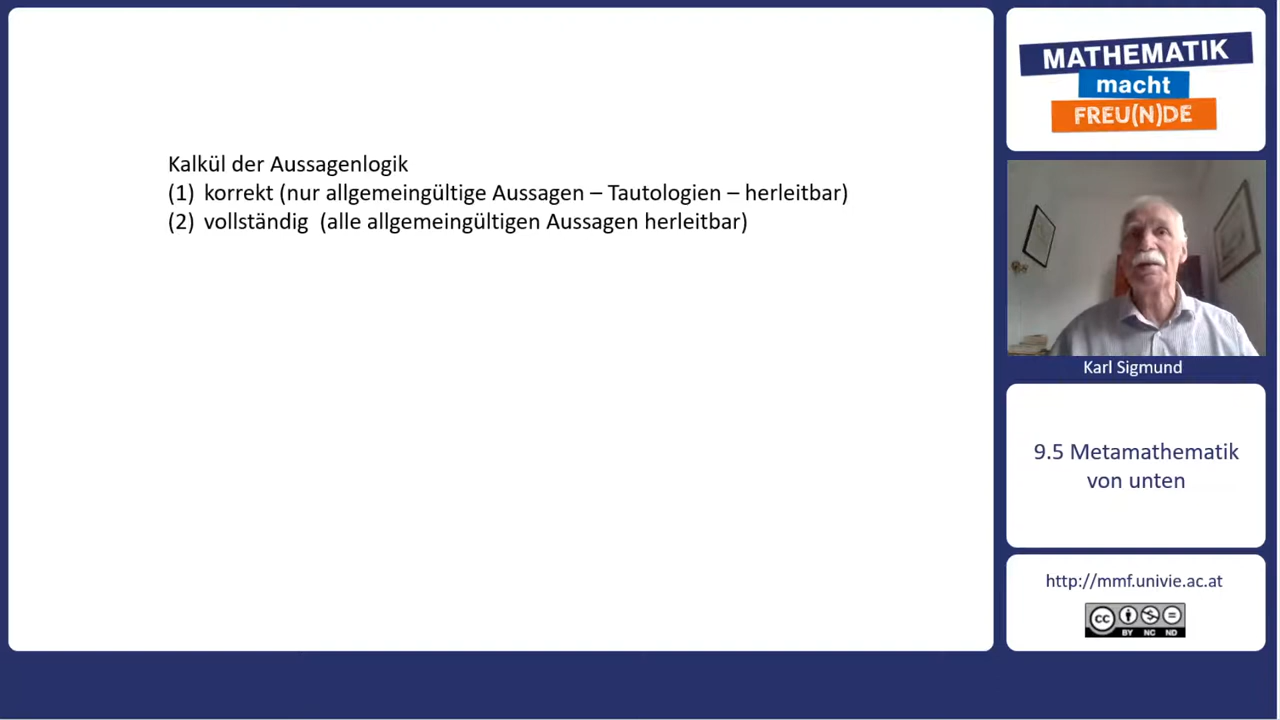 Kalkül der Aussagenlogik
(1) korrekt (nur allgemeingültige Aussagen – Tautologien – herleitbar)
(2) vollständig (alle allgemeingültigen Aussagen herleitbar)
MATHEMATIK
macht
FREU(N)DE
Karl Sigmund
9.5 Metamathematik
von unten
http://mmf.univie.ac.at
cc
BY NC ND